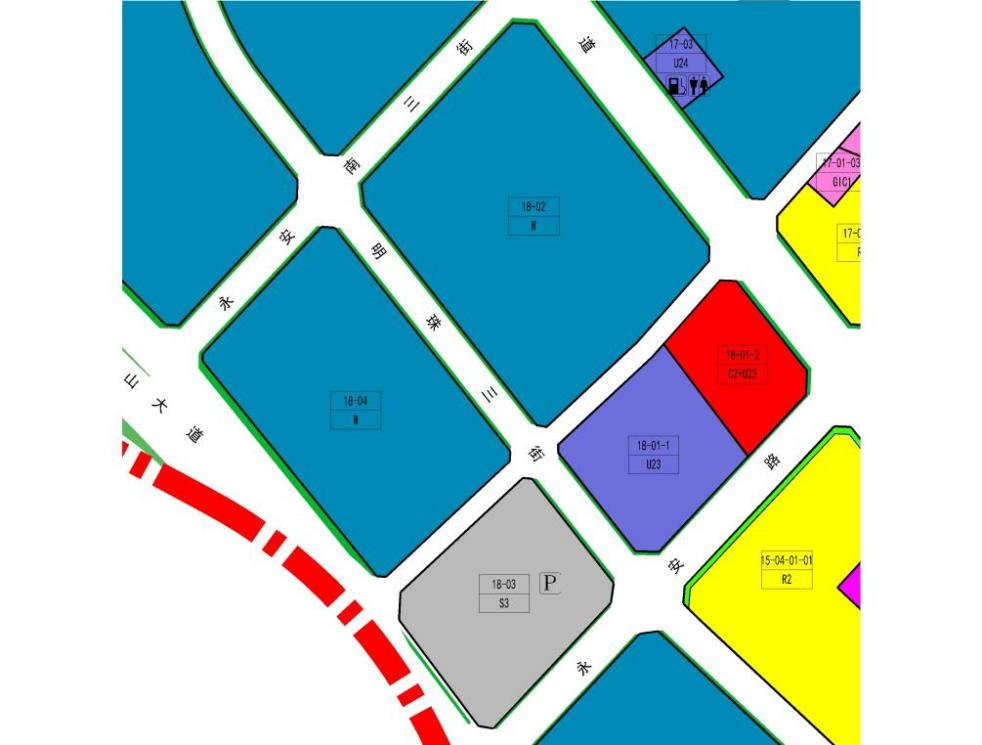 永安南三街
道
17-03
U24
17-01-03
GIC1
18-02
W
明珠三街
18-01-2
C2+U23
18-04
W
山大道
18-01-1
U23
永安路
15-04-01-01
R2
18-03
P
S3